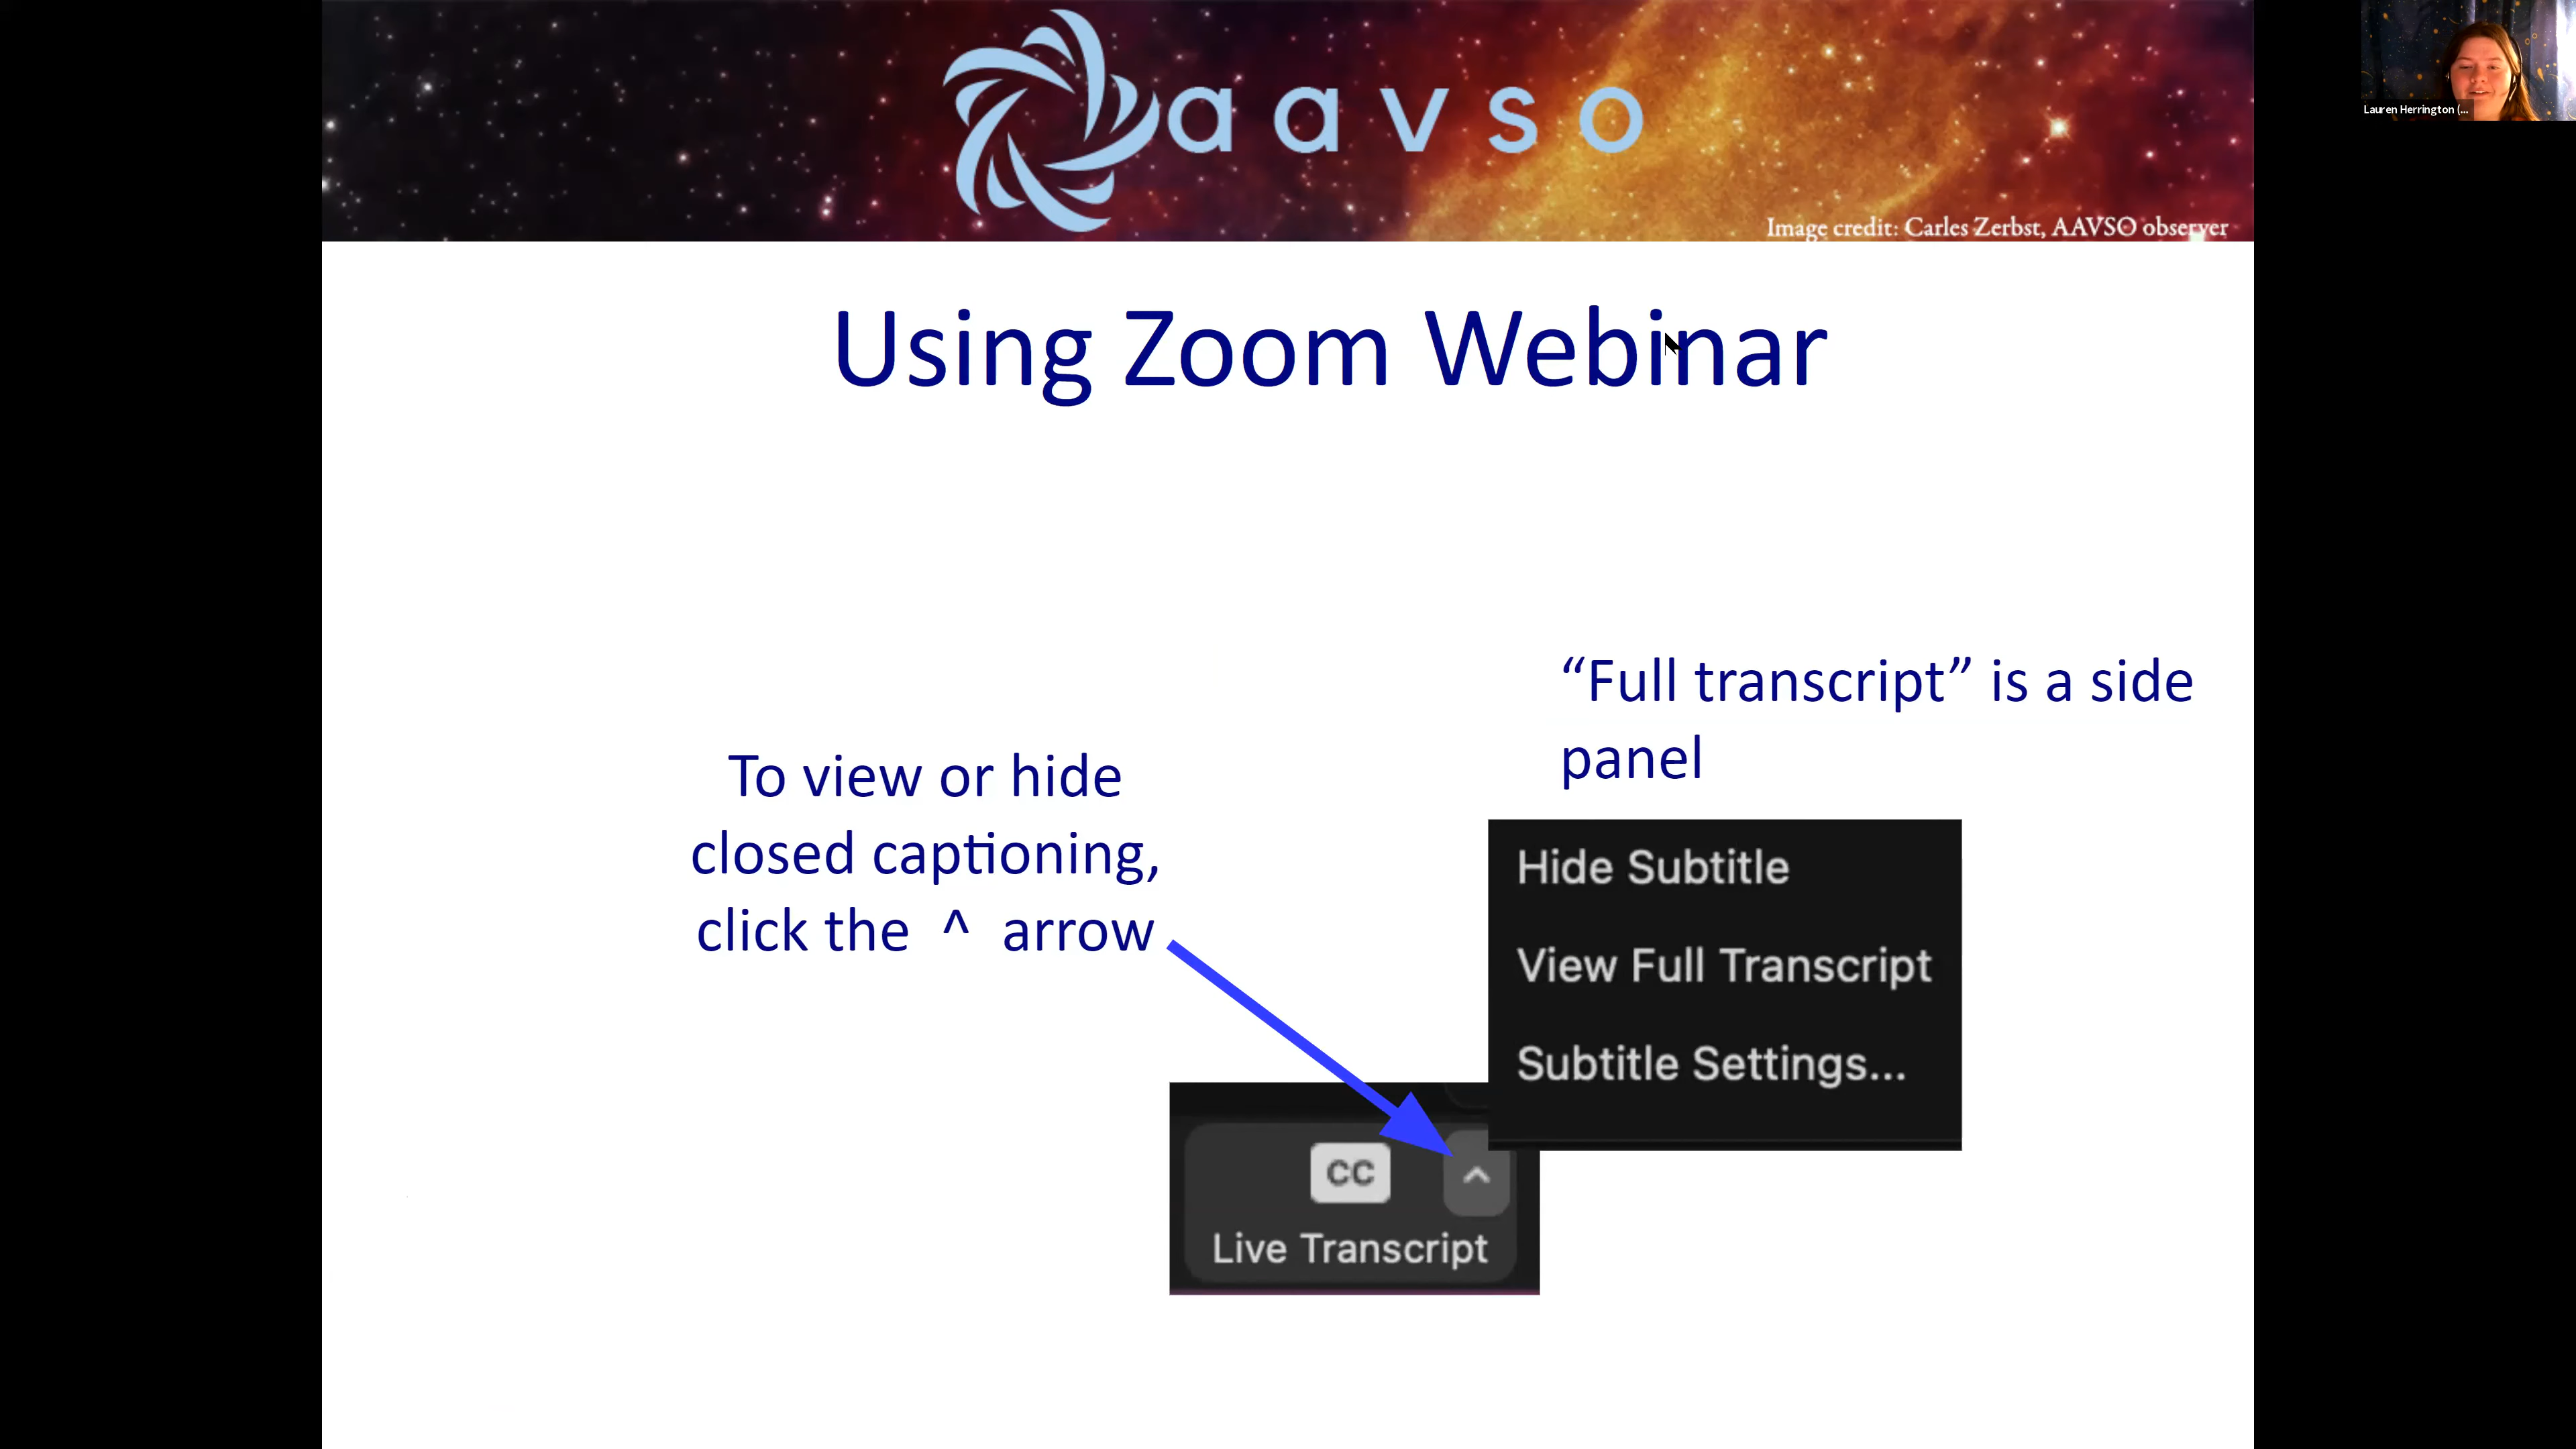 aavso
Image credit: Carles Zerbst, AAVSO observer
Lauren Herrington (...
Using Zoom Webinar
“Full transcript” is a side
panel
To view or hide
closed captioning,
click the ^ arrow
Hide Subtitle
View Full Transcript
Subtitle Settings...
CC
^
Live Transcript